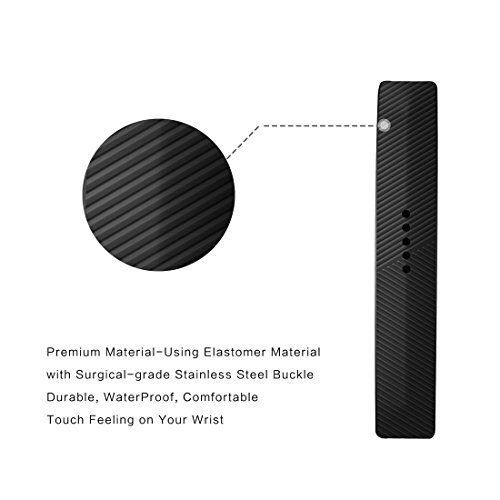 Premium Material-Using Elastomer Material
with Surgical-grade Stainless Steel Buckle
Durable, WaterProof, Comfortable
Touch Feeling on Your Wrist